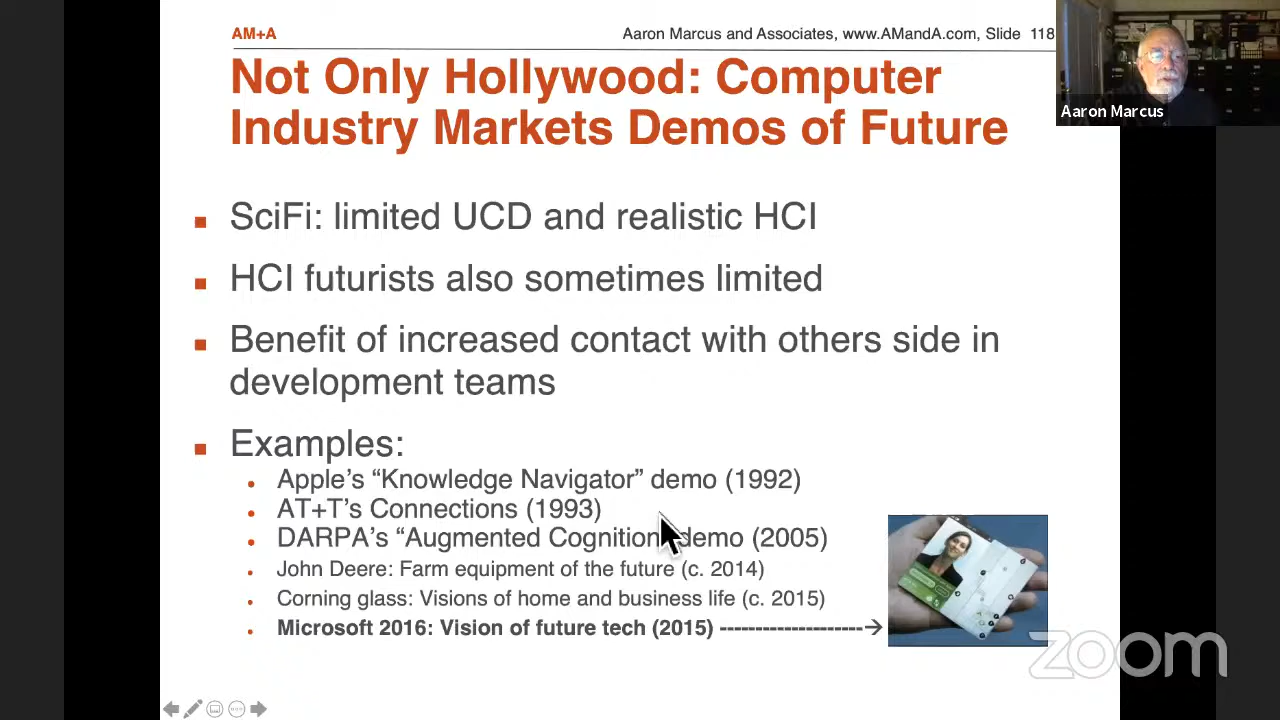 AM+A
Aaron Marcus and Associates, www.AMandA.com, Slide 118
Not Only Hollywood: Computer
Industry Markets Demos of Future
Aaron Marcus
SciFi: limited UCD and realistic HCI
HCI futurists also sometimes limited
Benefit of increased contact with others side in
development teams
Examples:
Apple’s “Knowledge Navigator” demo (1992)
AT+T’s Connections (1993)
DARPA’s “Augmented Cognition demo (2005)
John Deere: Farm equipment of the future (c. 2014)
Corning glass: Visions of home and business life (c. 2015)
Microsoft 2016: Vision of future tech (2015) -------------------→
zoom